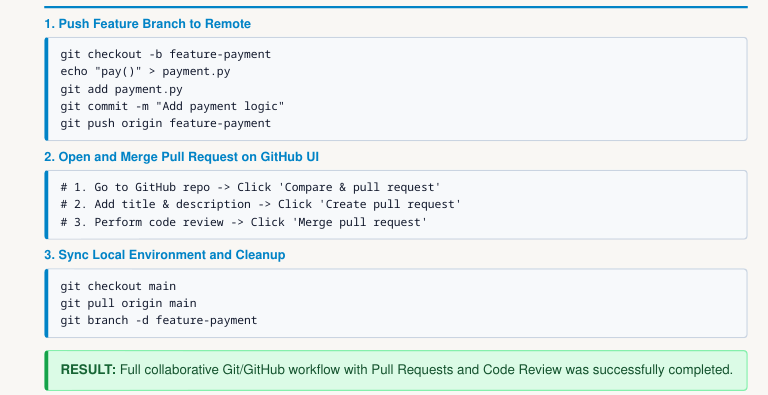 1. Push Feature Branch to Remote
git checkout -b feature-payment
echo "pay()" > payment.py
git add payment.py
git commit -m "Add payment logic"
git push origin feature-payment
2. Open and Merge Pull Request on GitHub UI
# 1. Go to GitHub repo -> Click 'Compare & pull request'
# 2. Add title & description -> Click 'Create pull request'
# 3. Perform code review -> Click 'Merge pull request'
3. Sync Local Environment and Cleanup
git checkout main
git pull origin main
git branch -d feature-payment
RESULT: Full collaborative Git/GitHub workflow with Pull Requests and Code Review was successfully completed.